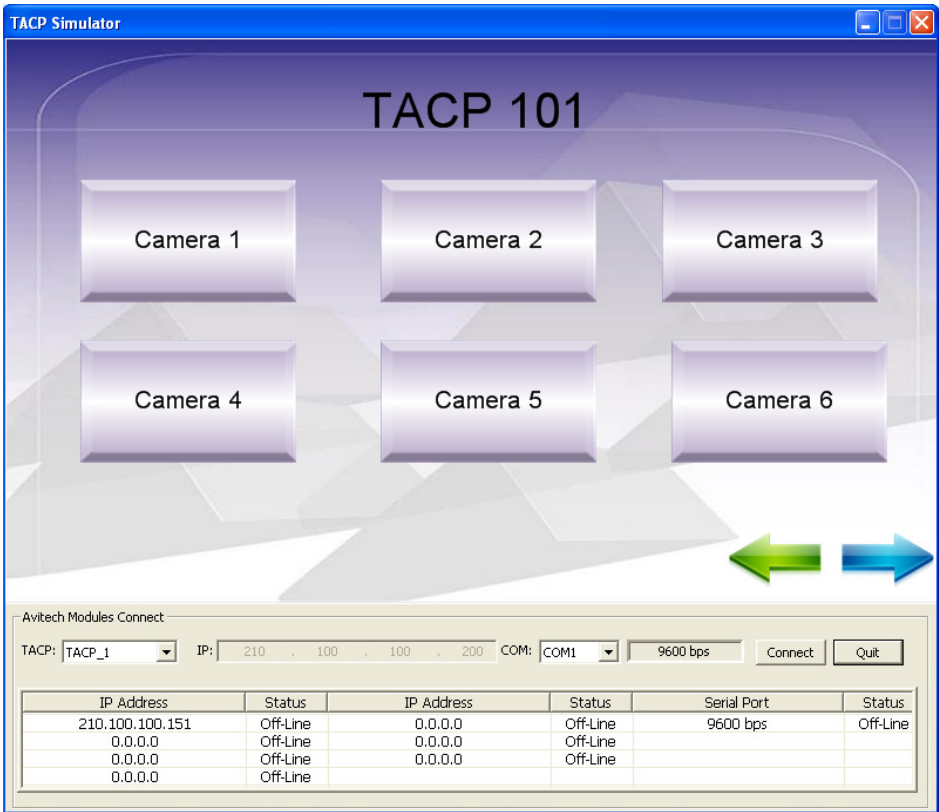 TACP Simulator
TACP 101
Camera 1 Camera 2 Camera 3
Camera 4 Camera 5 Camera 6
Avitech Modules Connect
TACP: TACP_1 IP: 210 . 100 . 100 . 200 COM: COM1 9600 bps Connect Quit
IP Address Status IP Address Status Serial Port Status
210.100.100.151 Off-Line 0.0.0.0 Off-Line 9600 bps Off-Line
0.0.0.0 Off-Line 0.0.0.0 Off-Line
0.0.0.0 Off-Line 0.0.0.0 Off-Line
0.0.0.0 Off-Line